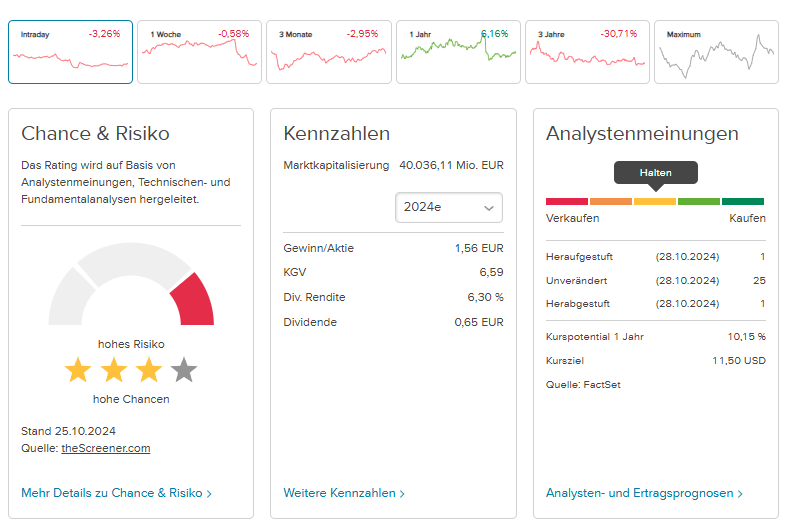 Intraday -3,26%
1 Woche -0,58%
3 Monate -2,95%
1 Jahr 6,16%
3 Jahre -30,71%
Maximum
Chance & Risiko
Das Rating wird auf Basis von
Analystenmeinungen, Technischen- und
Fundamentalanalysen hergeleitet.
hohes Risiko
hohe Chancen
Stand 25.10.2024
Quelle: theScreener.com
Mehr Details zu Chance & Risiko >
Kennzahlen
Marktkapitalisierung 40.036,11 Mio. EUR
2024e
Gewinn/Aktie 1,56 EUR
KGV 6,59
Div. Rendite 6,30 %
Dividende 0,65 EUR
Weitere Kennzahlen >
Analystenmeinungen
Halten
Verkaufen Kaufen
Heraufgestuft (28.10.2024) 1
Unverändert (28.10.2024) 25
Herabgestuft (28.10.2024) 1
Kurspotential 1 Jahr 10,15 %
Kursziel 11,50 USD
Quelle: FactSet
Analysten- und Ertragsprognosen >